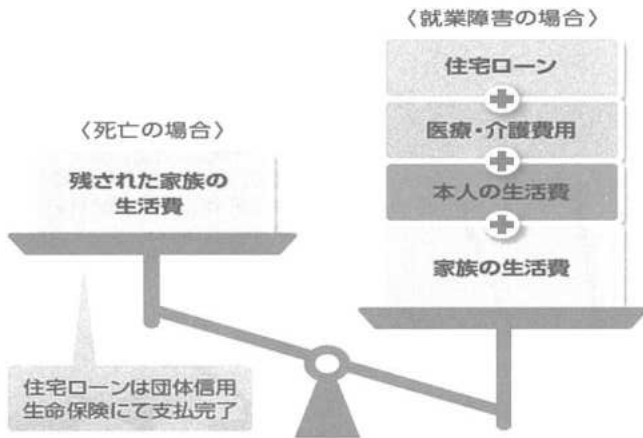 〈就業障害の場合〉
住宅ローン
医療・介護費用
本人の生活費
家族の生活費
〈死亡の場合〉
残された家族の
生活費
住宅ローンは団体信用
生命保険にて支払完了